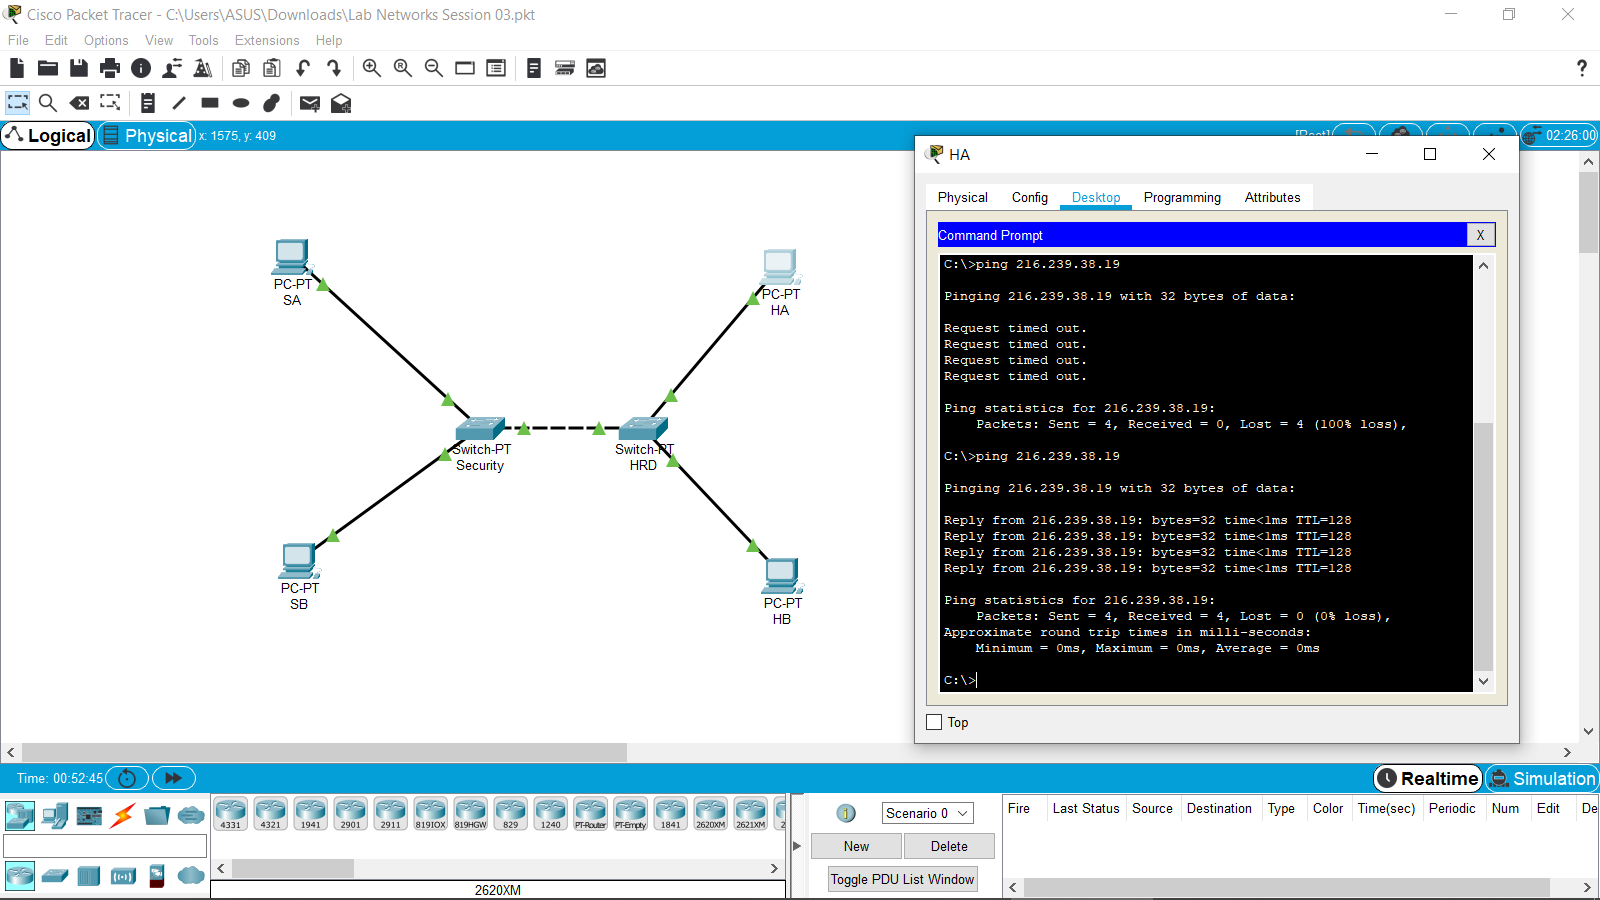 Cisco Packet Tracer - C:\Users\ASUS\Downloads\Lab Networks Session 03.pkt
File Edit Options View Tools Extensions Help
Logical Physical x: 1575, y: 409
[Root] 02:26:00
PC-PT
SA
PC-PT
HA
Switch-PT
Security
Switch-PT
HRD
PC-PT
SB
PC-PT
HB
HA
Physical Config Desktop Programming Attributes
Command Prompt X
C:\>ping 216.239.38.19
Pinging 216.239.38.19 with 32 bytes of data:
Request timed out.
Request timed out.
Request timed out.
Request timed out.
Ping statistics for 216.239.38.19:
Packets: Sent = 4, Received = 0, Lost = 4 (100% loss),
C:\>ping 216.239.38.19
Pinging 216.239.38.19 with 32 bytes of data:
Reply from 216.239.38.19: bytes=32 time<1ms TTL=128
Reply from 216.239.38.19: bytes=32 time<1ms TTL=128
Reply from 216.239.38.19: bytes=32 time<1ms TTL=128
Reply from 216.239.38.19: bytes=32 time<1ms TTL=128
Ping statistics for 216.239.38.19:
Packets: Sent = 4, Received = 4, Lost = 0 (0% loss),
Approximate round trip times in milli-seconds:
Minimum = 0ms, Maximum = 0ms, Average = 0ms
C:\>
Top
Time: 00:52:45
Realtime Simulation
4331 4321 1941 2901 2911 819IOX 819HGW 829 1240 PT-Router PT-Empty 1841 2620XM 2621XM 2
2620XM
Scenario 0
New Delete
Toggle PDU List Window
Fire Last Status Source Destination Type Color Time(sec) Periodic Num Edit De